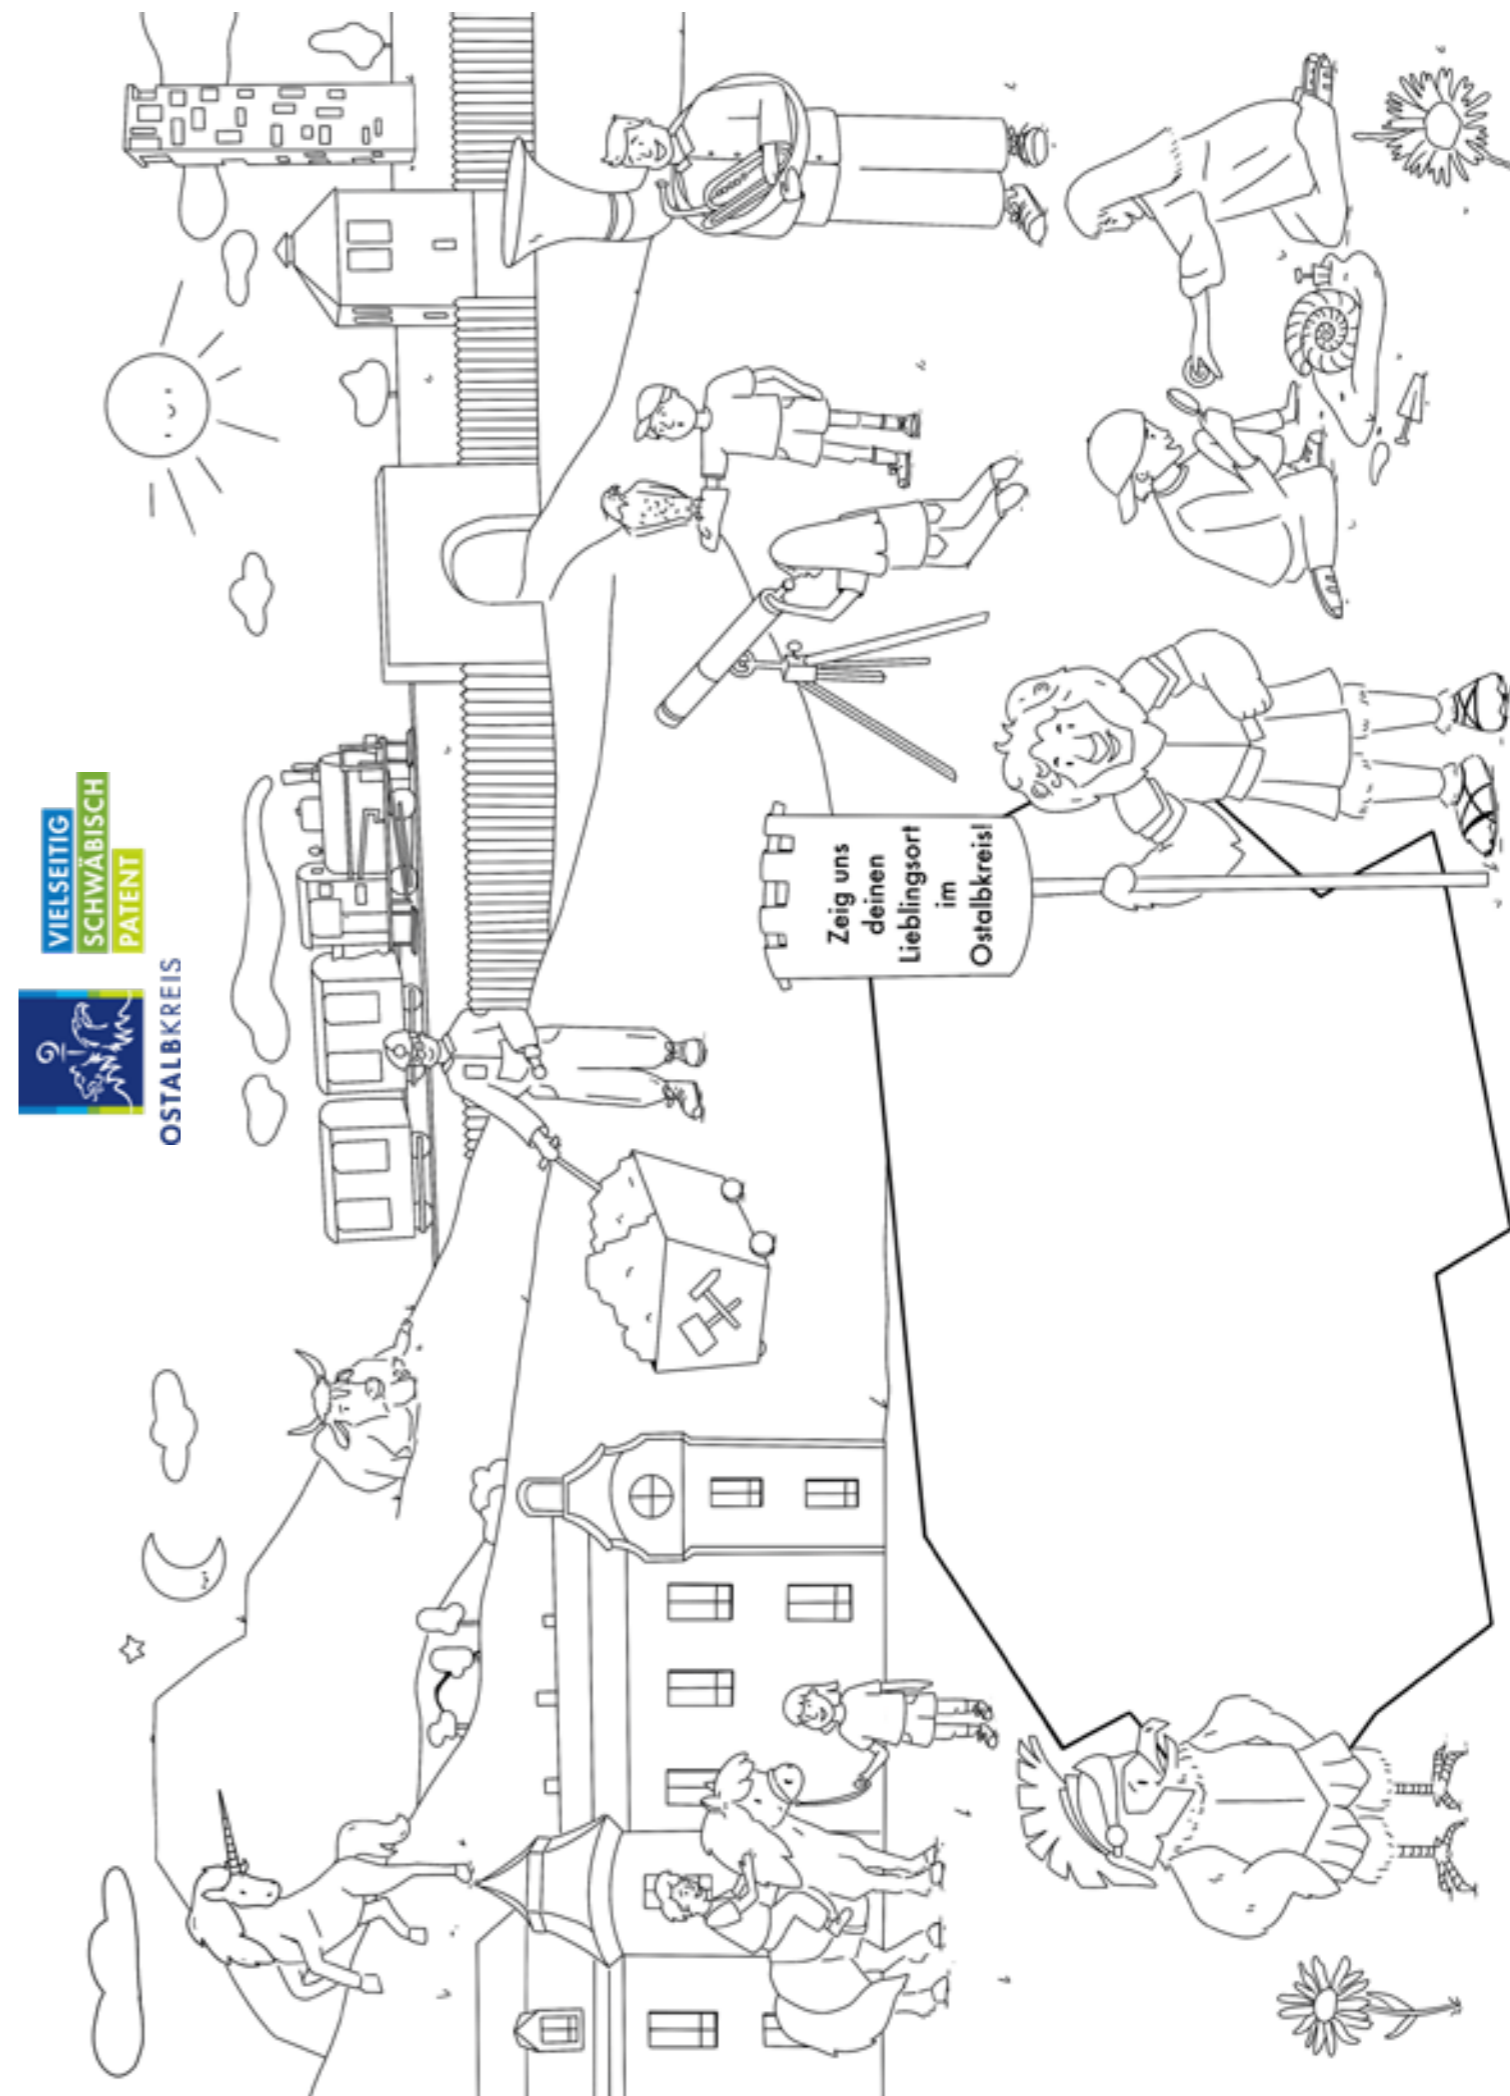 VIELSEITIG
SCHWÄBISCH
PATENT
OSTALBKREIS
Zeig uns
deinen
Lieblingsort
im
Ostalbkreis!